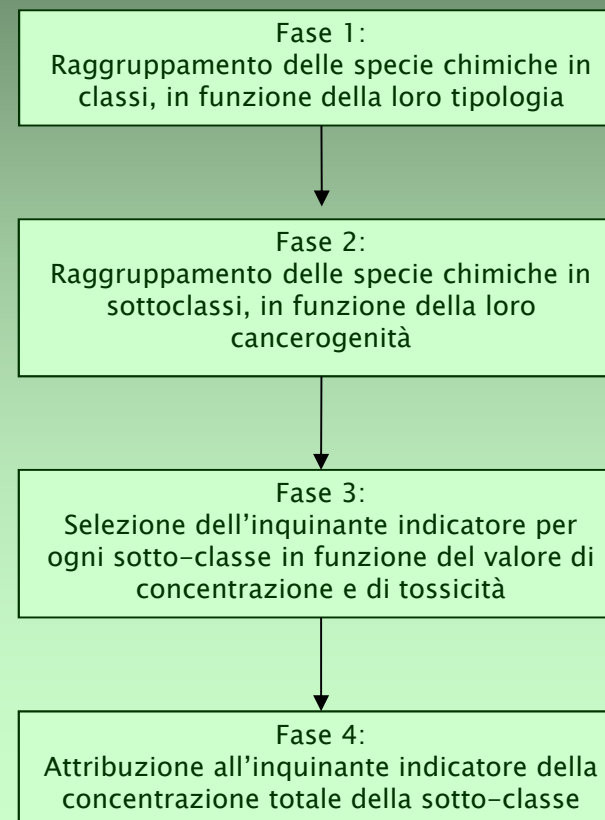 Fase 1:
Raggruppamento delle specie chimiche in
classi, in funzione della loro tipologia
Fase 2:
Raggruppamento delle specie chimiche in
sottoclassi, in funzione della loro
cancerogenità
Fase 3:
Selezione dell’inquinante indicatore per
ogni sotto-classe in funzione del valore di
concentrazione e di tossicità
Fase 4:
Attribuzione all’inquinante indicatore della
concentrazione totale della sotto-classe